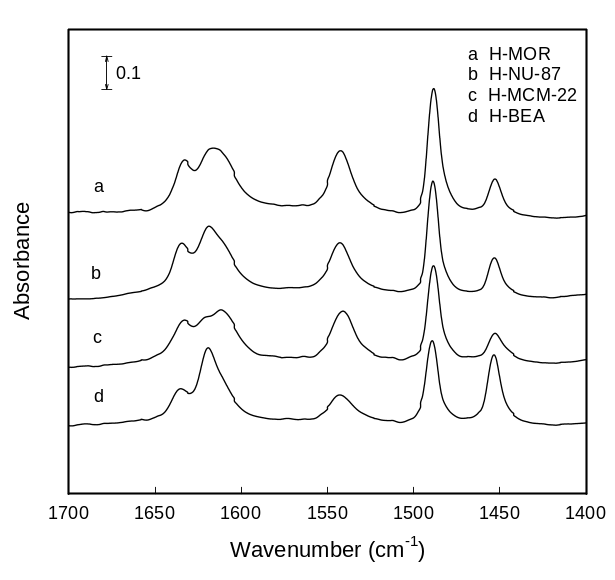 0.1
a H-MOR
b H-NU-87
c H-MCM-22
d H-BEA
a
b
c
d
Absorbance
1700 1650 1600 1550 1500 1450 1400
Wavenumber (cm-1)